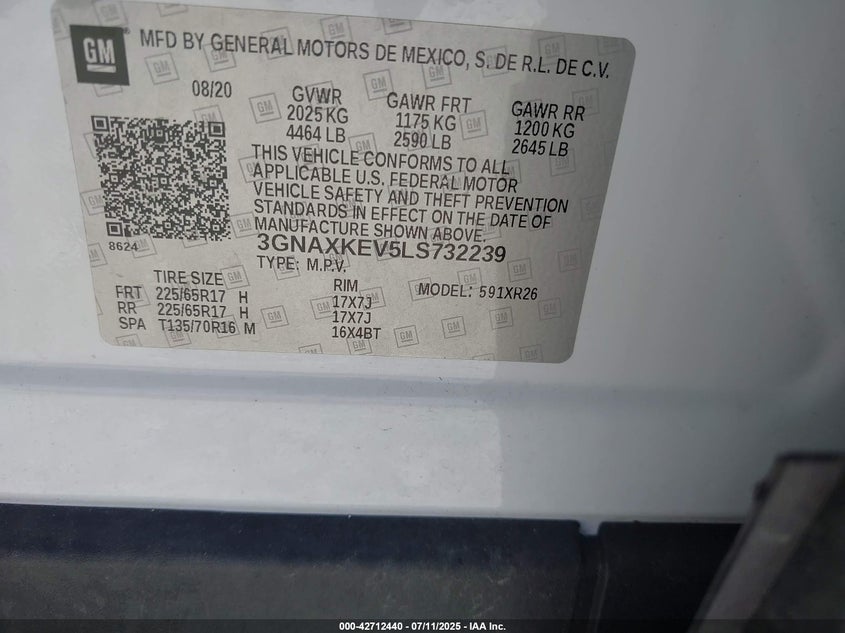 GM
MFD BY GENERAL MOTORS DE MEXICO, S. DE R.L. DE C.V.
08/20
GVWR GAWR FRT GAWR RR
2025 KG 1175 KG 1200 KG
4464 LB 2590 LB 2645 LB
THIS VEHICLE CONFORMS TO ALL
APPLICABLE U.S. FEDERAL MOTOR
VEHICLE SAFETY AND THEFT PREVENTION
STANDARDS IN EFFECT ON THE DATE OF
MANUFACTURE SHOWN ABOVE.
8624
3GNAXKEV5LS732239
TYPE: M.P.V.
MODEL: 591XR26
TIRE SIZE RIM
FRT 225/65R17 H 17X7J
RR 225/65R17 H 17X7J
SPA T135/70R16 M 16X4BT
000-42712440 - 07/11/2025 - IAA Inc.